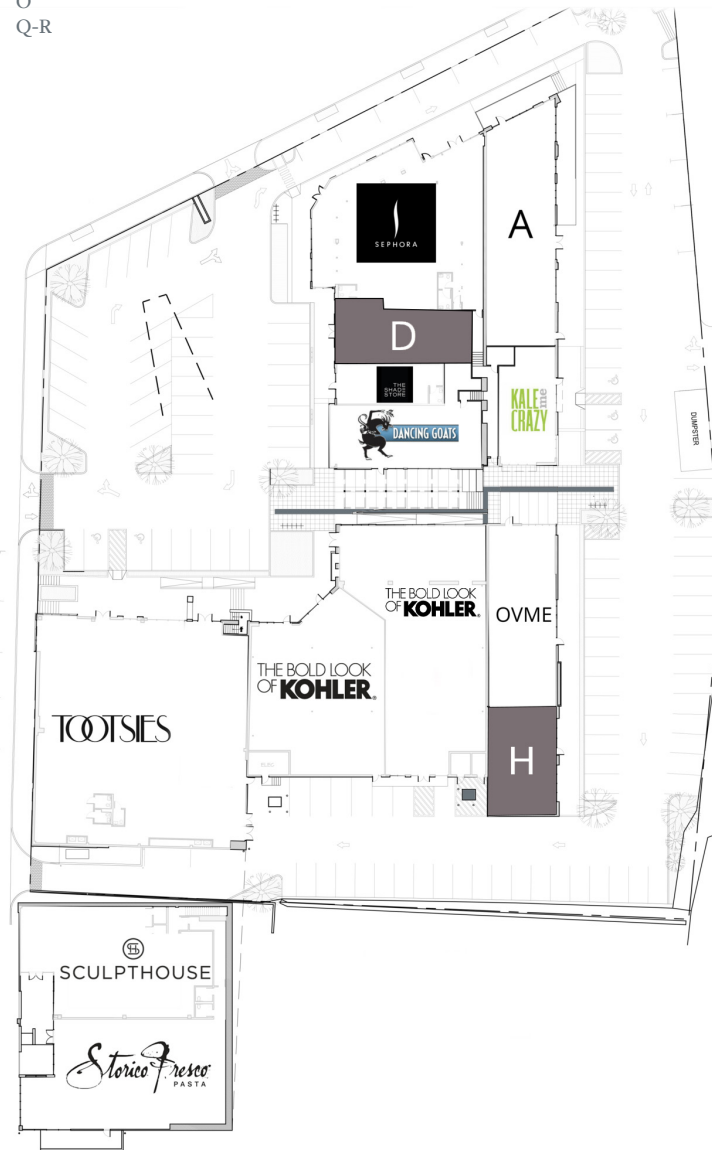 Q-R
SEPHORA
A
D
THE
SHADE
STORE
KALE me
CRAZY
DANCING GOATS
DUMPSTER
THE BOLD LOOK
OF KOHLER.
OVME
THE BOLD LOOK
OF KOHLER.
TOOTSIES
H
SCULPTHOUSE
Storico Fresco
PASTA